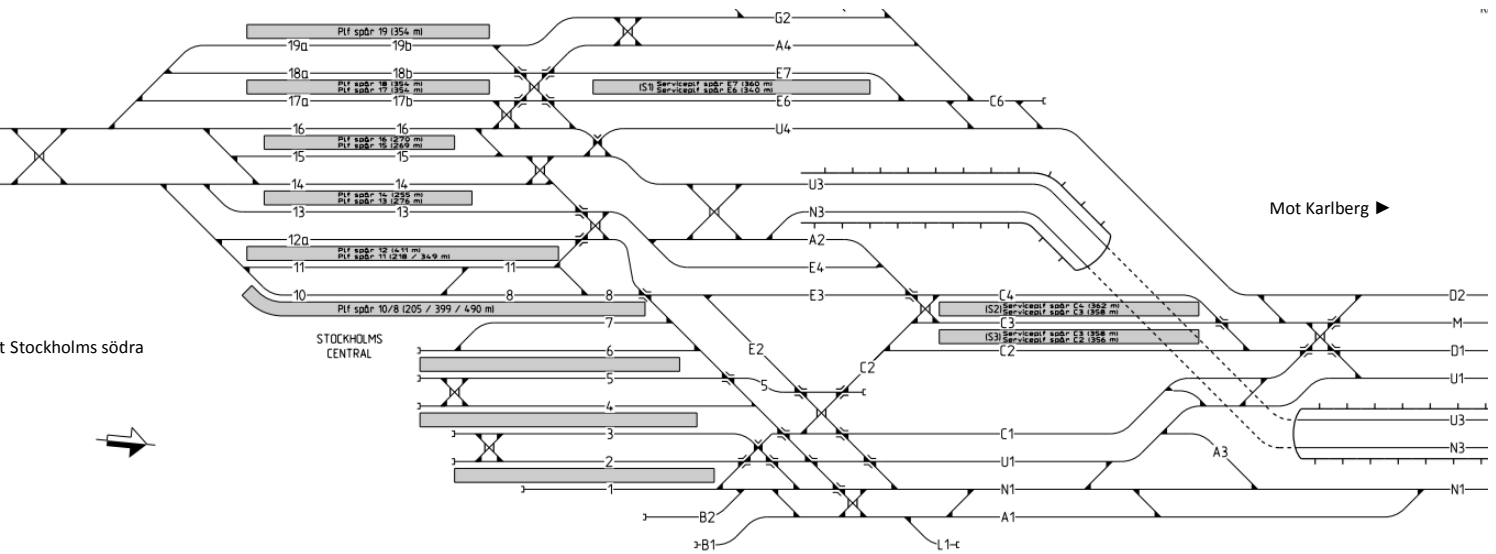 G2
Plf spår 19 (354 m)
19a 19b A4
18a 18b E7
Plf spår 18 (354 m)
Plf spår 17 (354 m)
(S1) Serviceplf spår E7 (360 m)
Serviceplf spår E6 (340 m)
17a 17b E6 C6
16 16 U4
Plf spår 16 (270 m)
Plf spår 15 (269 m)
15 15
14 14 U3
Plf spår 14 (255 m)
Plf spår 13 (276 m)
13 13 N3
Mot Karlberg ►
12a A2
Plf spår 12 (411 m)
Plf spår 11 (218 / 349 m)
11 11 E4
10 8 8 E3 C4 D2
Plf spår 10/8 (205 / 399 / 490 m)
(S2) Serviceplf spår C4 (362 m)
Serviceplf spår C3 (358 m)
7 C3 M
STOCKHOLMS
CENTRAL
(S3) Serviceplf spår C3 (358 m)
Serviceplf spår C2 (356 m)
t Stockholms södra
6 E2 C2 C2 D1
5 5 U1
4
U3
3 C1
A3 N3
2 U1
1 N1 N1
B2 A1
B1 L1